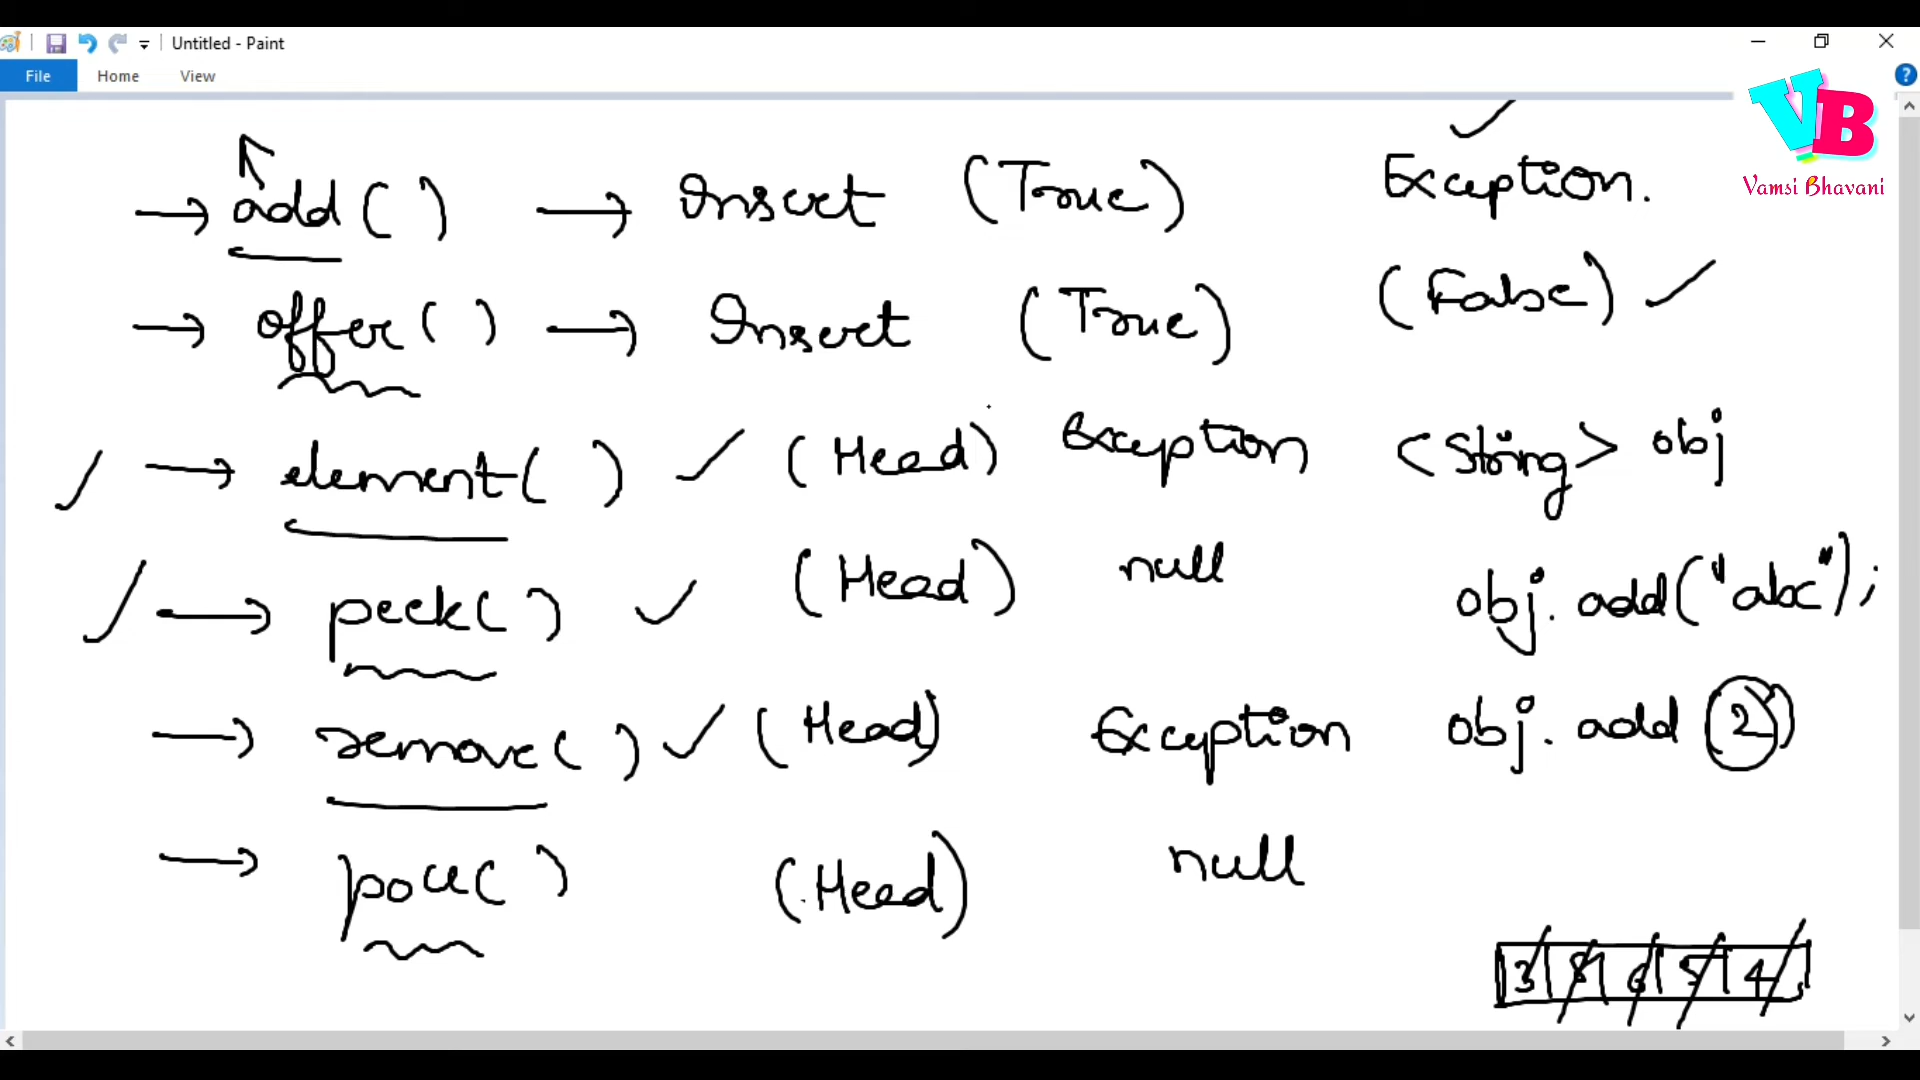 Untitled - Paint
File Home View
VB
Vamsi Bhavani
→ add ( ) → Insert (True) Exception.
→ offer ( ) → Insert (True) (False) ✓
✓ → element ( ) ✓ (Head) Exception <String> obj
✓ → peek ( ) ✓ (Head) null obj. add("abc");
→ remove ( ) ✓ (Head) Exception obj. add (2)
→ poll ( ) (Head) null
3 8 6 5 4